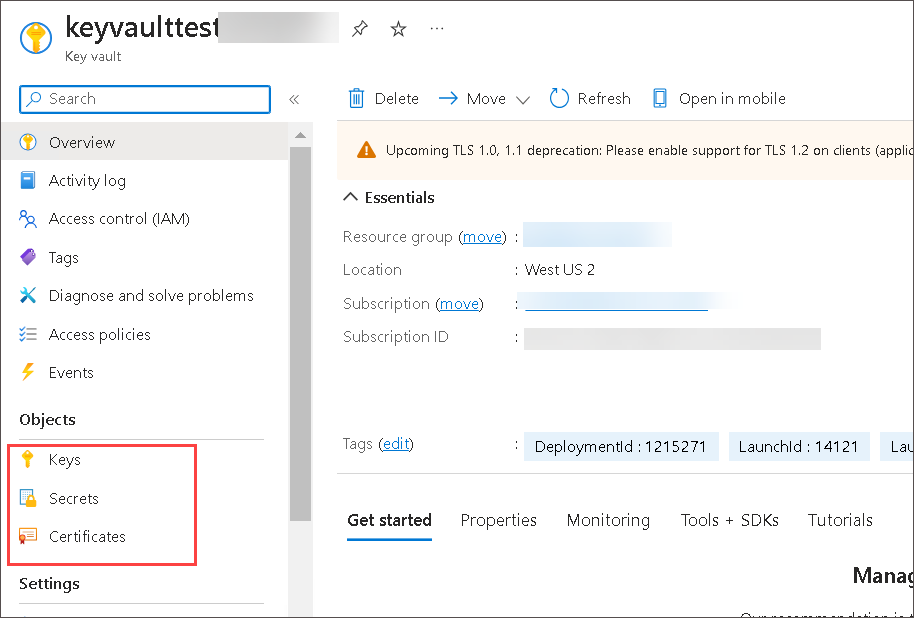 keyvaulttest
Key vault
Search
«
Delete
Move
Refresh
Open in mobile
Overview
Activity log
Access control (IAM)
Tags
Diagnose and solve problems
Access policies
Events
Objects
Keys
Secrets
Certificates
Settings
Upcoming TLS 1.0, 1.1 deprecation: Please enable support for TLS 1.2 on clients (applic
Essentials
Resource group (move) :
Location : West US 2
Subscription (move) :
Subscription ID :
Tags (edit) : DeploymentId : 1215271 LaunchId : 14121 Lau
Get started Properties Monitoring Tools + SDKs Tutorials
Manag